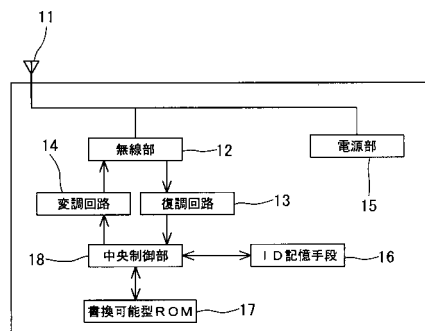 11
無線部
12
電源部
15
14
変調回路
復調回路
13
18
中央制御部
ID記憶手段
16
書換可能型ROM
17